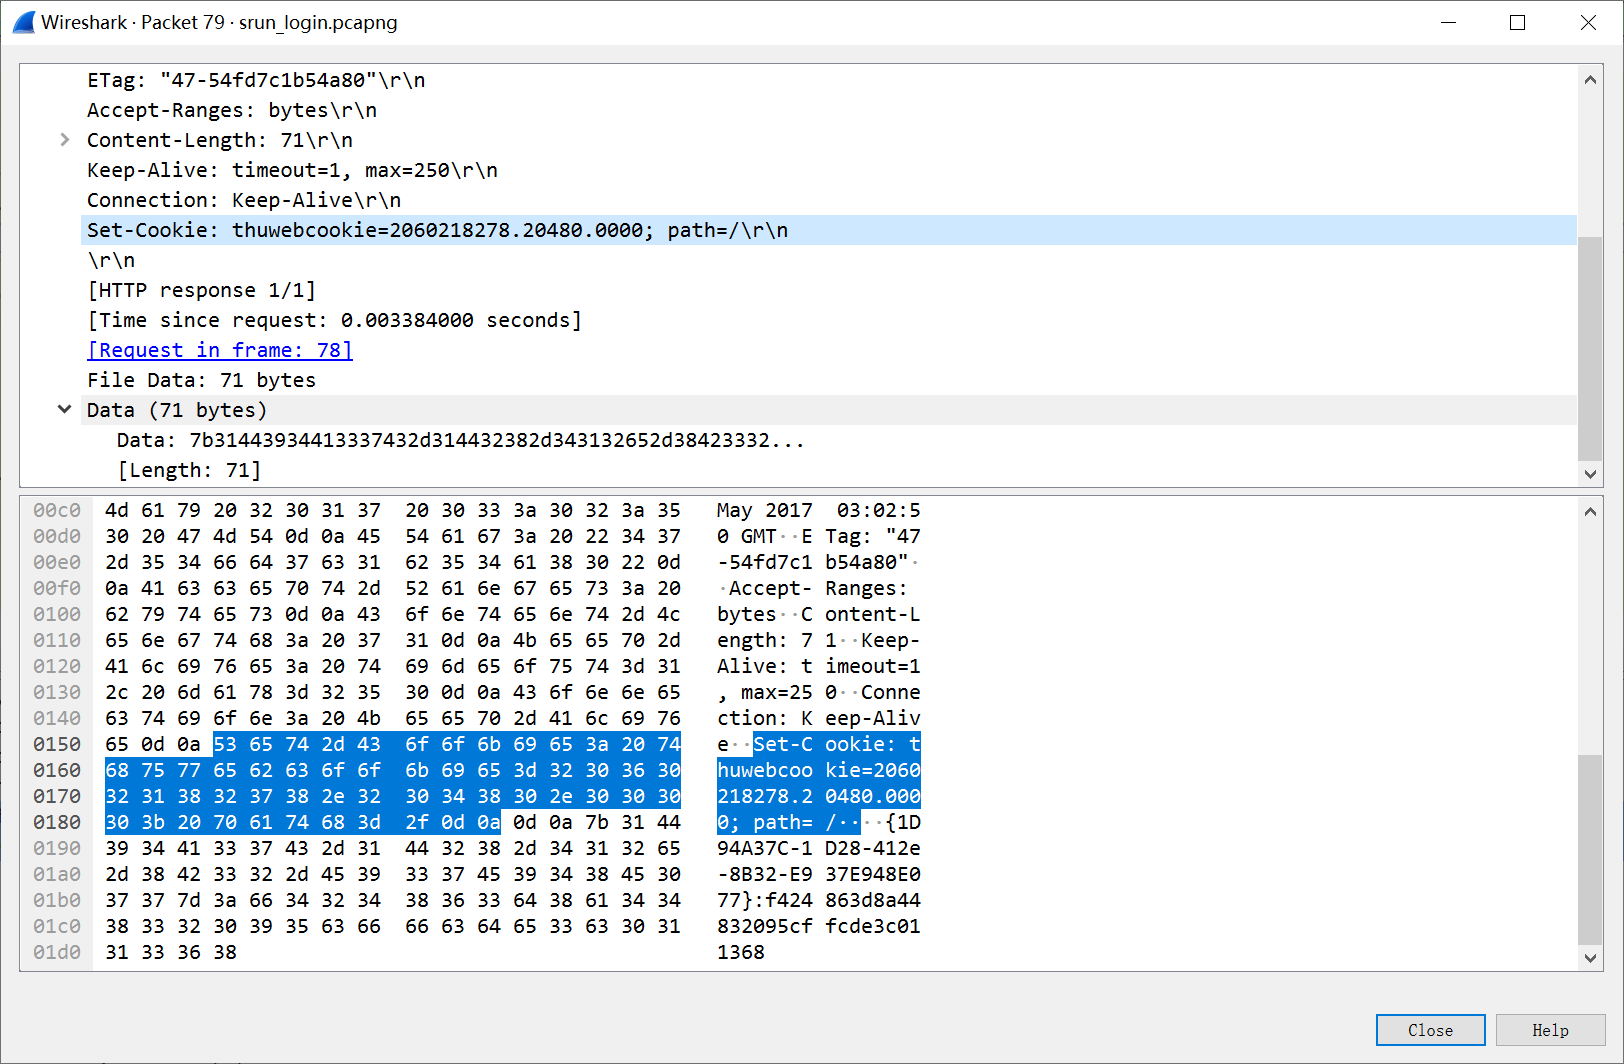 Wireshark · Packet 79 · srun_login.pcapng
ETag: "47-54fd7c1b54a80"\r\n
Accept-Ranges: bytes\r\n
Content-Length: 71\r\n
Keep-Alive: timeout=1, max=250\r\n
Connection: Keep-Alive\r\n
Set-Cookie: thuwebcookie=2060218278.20480.0000; path=/\r\n
\r\n
[HTTP response 1/1]
[Time since request: 0.003384000 seconds]
[Request in frame: 78]
File Data: 71 bytes
Data (71 bytes)
Data: 7b31443934413337432d314432382d343132652d38423332...
[Length: 71]
00c0 4d 61 79 20 32 30 31 37 20 30 33 3a 30 32 3a 35 May 2017 03:02:5
00d0 30 20 47 4d 54 0d 0a 45 54 61 67 3a 20 22 34 37 0 GMT··E Tag: "47
00e0 2d 35 34 66 64 37 63 31 62 35 34 61 38 30 22 0d -54fd7c1 b54a80"·
00f0 0a 41 63 63 65 70 74 2d 52 61 6e 67 65 73 3a 20 ·Accept- Ranges:
0100 62 79 74 65 73 0d 0a 43 6f 6e 74 65 6e 74 2d 4c bytes··C ontent-L
0110 65 6e 67 74 68 3a 20 37 31 0d 0a 4b 65 65 70 2d ength: 7 1··Keep-
0120 41 6c 69 76 65 3a 20 74 69 6d 65 6f 75 74 3d 31 Alive: t imeout=1
0130 2c 20 6d 61 78 3d 32 35 30 0d 0a 43 6f 6e 6e 65 , max=25 0··Conne
0140 63 74 69 6f 6e 3a 20 4b 65 65 70 2d 41 6c 69 76 ction: K eep-Aliv
0150 65 0d 0a 53 65 74 2d 43 6f 6f 6b 69 65 3a 20 74 e··Set-C ookie: t
0160 68 75 77 65 62 63 6f 6f 6b 69 65 3d 32 30 36 30 huwebcoo kie=2060
0170 32 31 38 32 37 38 2e 32 30 34 38 30 2e 30 30 30 218278.2 0480.000
0180 30 3b 20 70 61 74 68 3d 2f 0d 0a 0d 0a 7b 31 44 0; path= /····{1D
0190 39 34 41 33 37 43 2d 31 44 32 38 2d 34 31 32 65 94A37C-1 D28-412e
01a0 2d 38 42 33 32 2d 45 39 33 37 45 39 34 38 45 30 -8B32-E9 37E948E0
01b0 37 37 7d 3a 66 34 32 34 38 36 33 64 38 61 34 34 77}:f424 863d8a44
01c0 38 33 32 30 39 35 63 66 66 63 64 65 33 63 30 31 832095cf fcde3c01
01d0 31 33 36 38 1368
Close Help